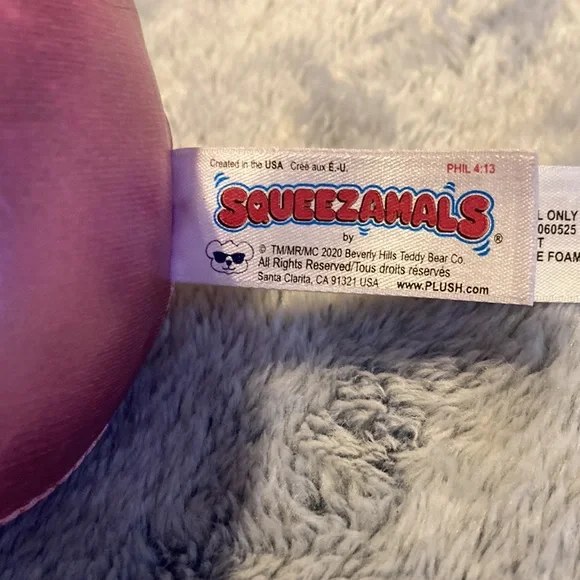 Created in the USA Créé aux É.-U. PHIL 4:13
SQUEEZAMALS ®
by
© TM/MR/MC 2020 Beverly Hills Teddy Bear Co.
All Rights Reserved/Tous droits réservés
Santa Clarita, CA 91321 USA www.PLUSH.com
L ONLY
060525
T
E FOAM